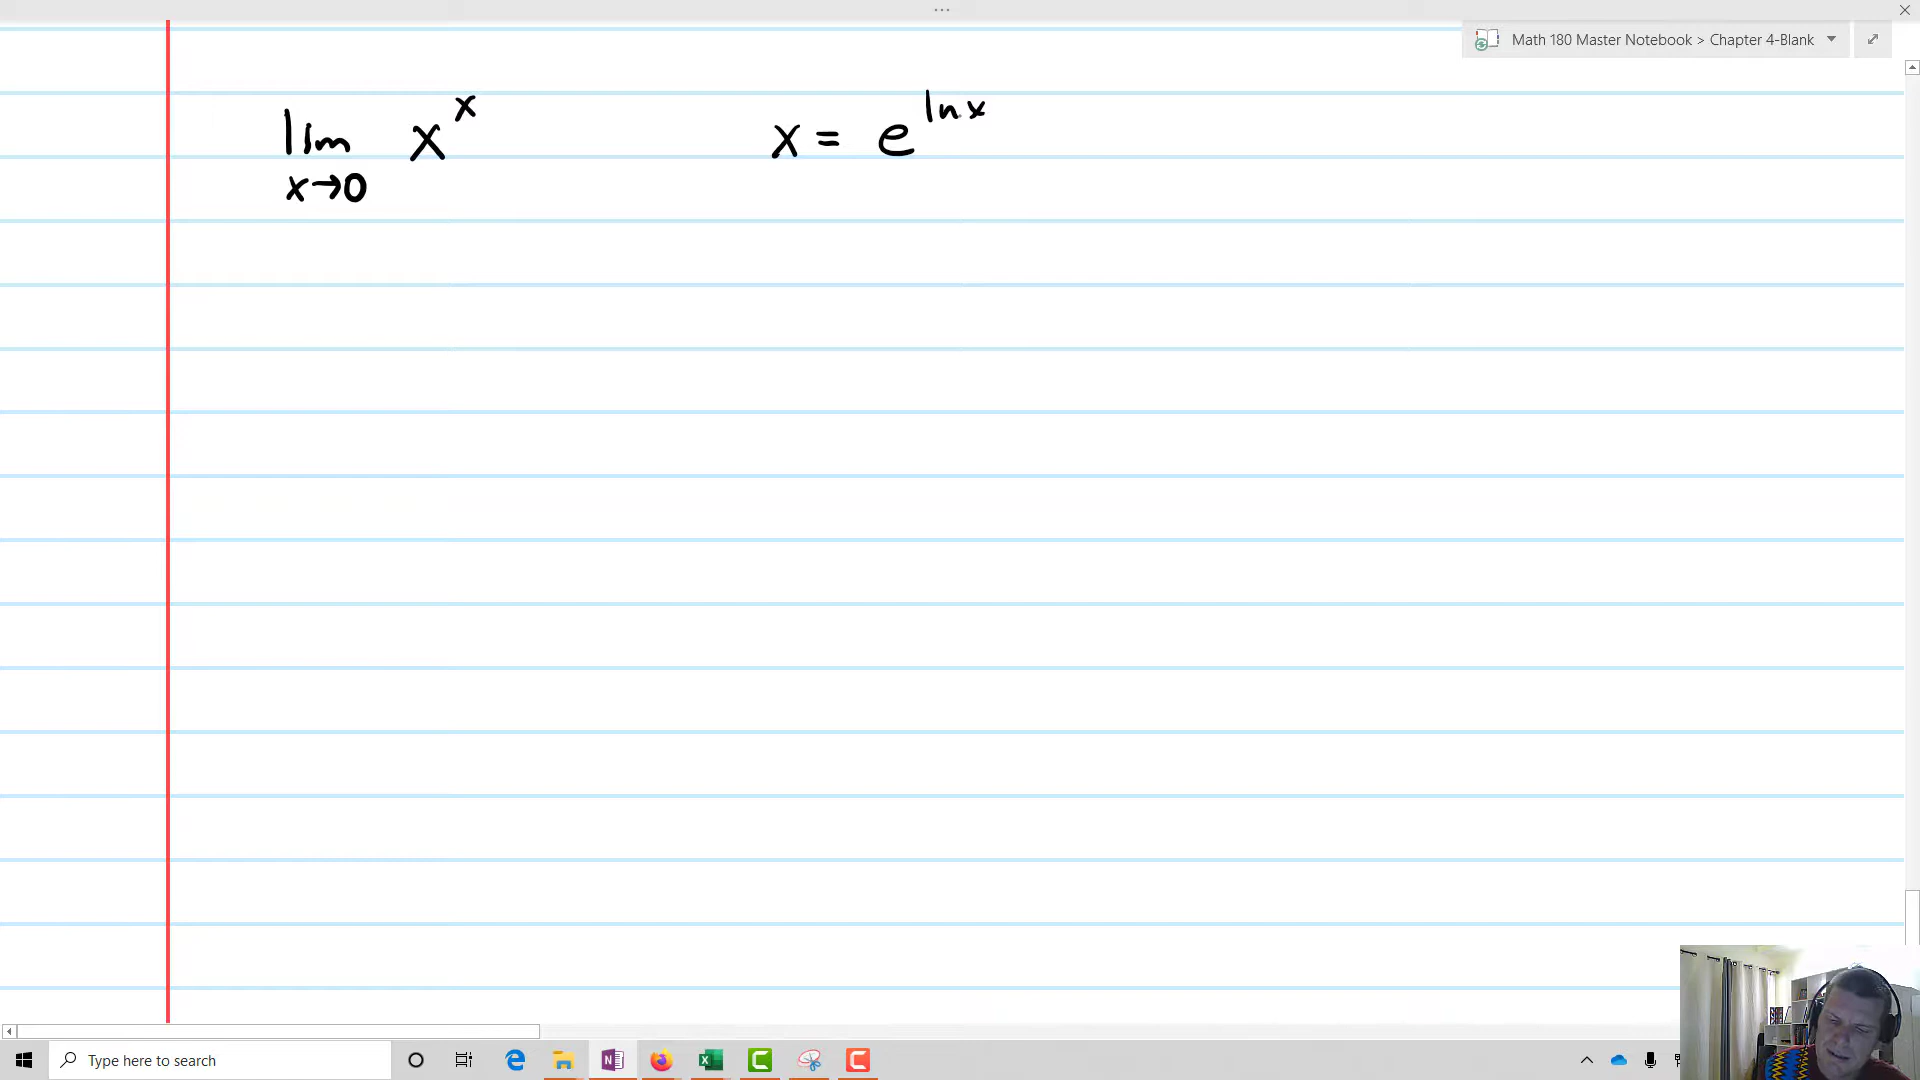 ...
Math 180 Master Notebook > Chapter 4-Blank
lim x^x
x→0
x = e^(ln x)
Type here to search